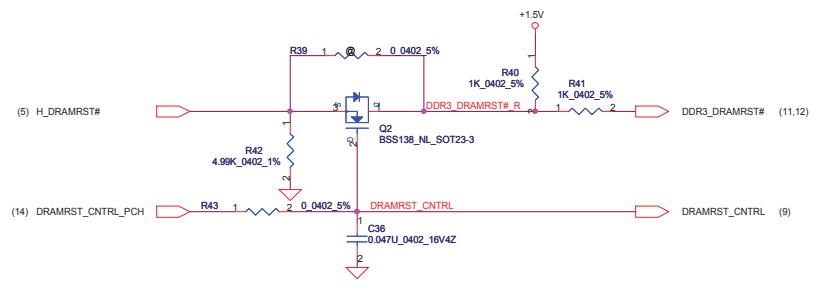 +1.5V
R39 1 @ 2 0_0402_5%
R40
1K_0402_5%
R41
1K_0402_5%
(5) H_DRAMRST#
3 S D 1
DDR3_DRAMRST#_R
2 1 2
DDR3_DRAMRST# (11,12)
Q2
BSS138_NL_SOT23-3
G
2
1
R42
4.99K_0402_1%
2
(14) DRAMRST_CNTRL_PCH
R43 1 2 0_0402_5%
DRAMRST_CNTRL
DRAMRST_CNTRL (9)
1
C36
0.047U_0402_16V4Z
2